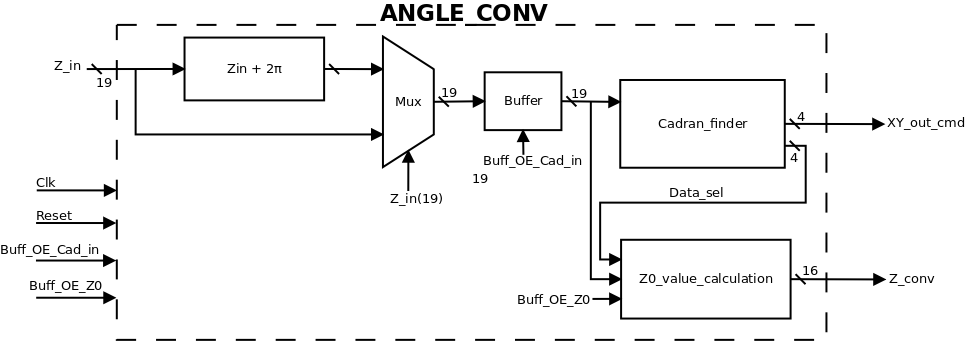 ANGLE_CONV
Z_in
19
Zin + 2π
Mux
19
Buffer
19
Cadran_finder
4
XY_out_cmd
4
Buff_OE_Cad_in
19
Z_in(19)
Data_sel
Clk
Reset
Buff_OE_Cad_in
Buff_OE_Z0
Z0_value_calculation
16
Z_conv
Buff_OE_Z0